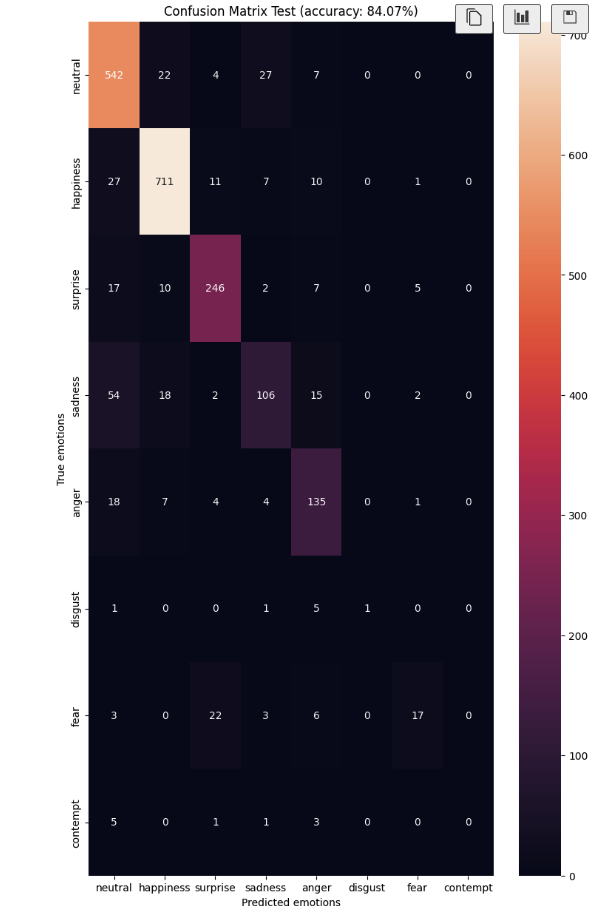 Confusion Matrix Test (accuracy: 84.07%)
700
neutral 542 22 4 27 7 0 0 0
600
happiness 27 711 11 7 10 0 1 0
500
surprise 17 10 246 2 7 0 5 0
400
sadness 54 18 2 106 15 0 2 0
True emotions
300
anger 18 7 4 4 135 0 1 0
200
disgust 1 0 0 1 5 1 0 0
fear 3 0 22 3 6 0 17 0
100
contempt 5 0 1 1 3 0 0 0
0
neutral happiness surprise sadness anger disgust fear contempt
Predicted emotions